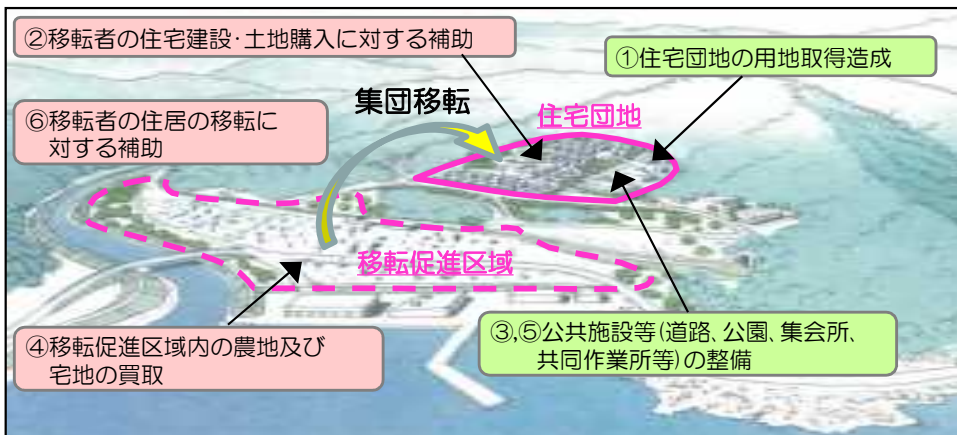 ②移転者の住宅建設・土地購入に対する補助
①住宅団地の用地取得造成
集団移転
住宅団地
⑥移転者の住居の移転に
対する補助
移転促進区域
④移転促進区域内の農地及び
宅地の買取
③,⑤公共施設等(道路、公園、集会所、
共同作業所等)の整備